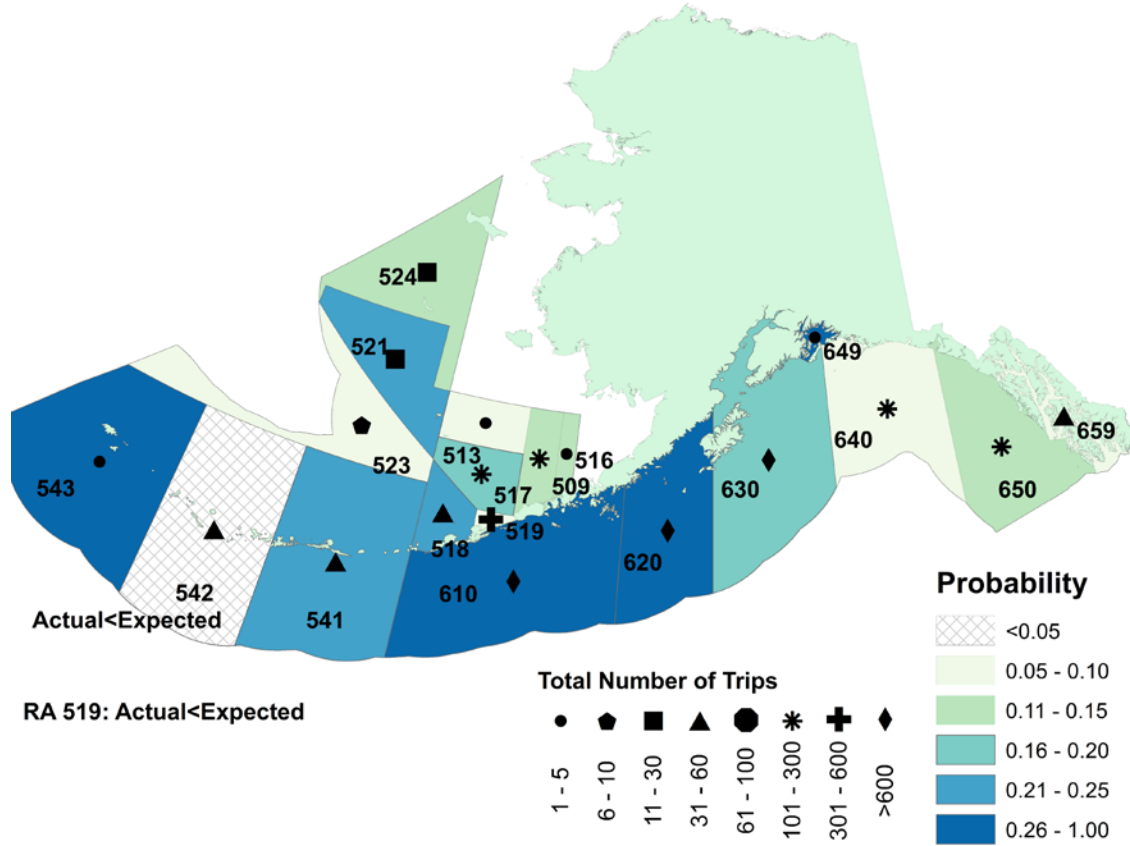 524
521
649
640
659
523
513
516
543
517
509
650
630
519
518
620
542
610
541
Actual<Expected
RA 519: Actual<Expected
Probability
<0.05
0.05 - 0.10
0.11 - 0.15
0.16 - 0.20
0.21 - 0.25
0.26 - 1.00
Total Number of Trips
1 - 5
6 - 10
11 - 30
31 - 60
61 - 100
101 - 300
301 - 600
>600